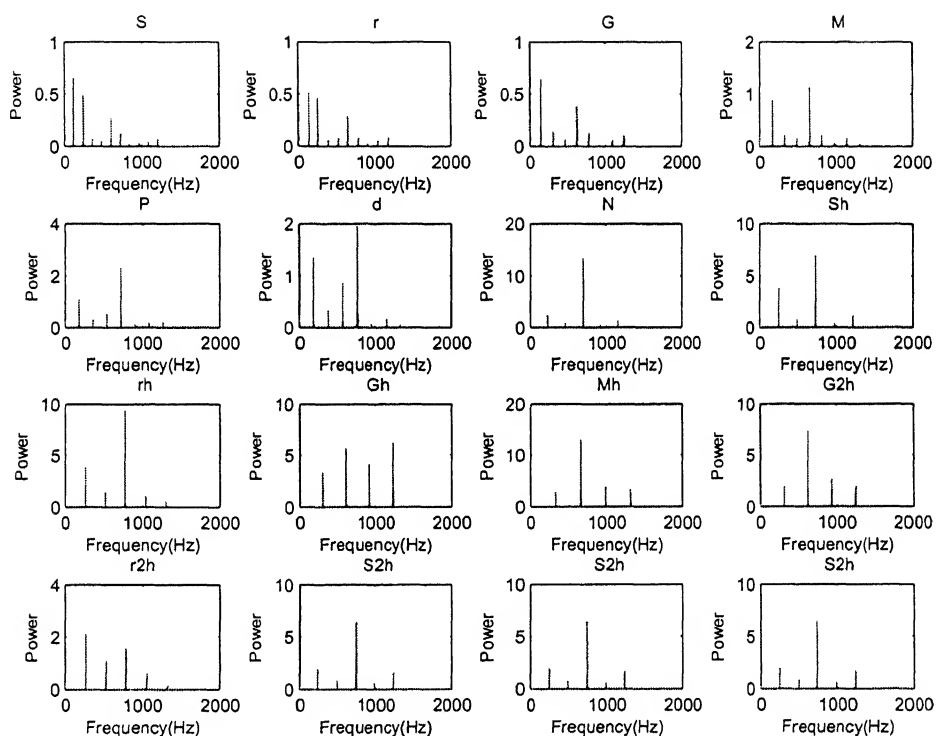 S r G M
1 1 1 2
Power 0.5 Power 0.5 Power 0.5 Power 1
0 0 0 0
0 1000 2000 0 1000 2000 0 1000 2000 0 1000 2000
Frequency(Hz) Frequency(Hz) Frequency(Hz) Frequency(Hz)
P d N Sh
4 2 20 10
Power 2 Power 1 Power 10 Power 5
0 0 0 0
0 1000 2000 0 1000 2000 0 1000 2000 0 1000 2000
Frequency(Hz) Frequency(Hz) Frequency(Hz) Frequency(Hz)
rh Gh Mh G2h
10 10 20 10
Power 5 Power 5 Power 10 Power 5
0 0 0 0
0 1000 2000 0 1000 2000 0 1000 2000 0 1000 2000
Frequency(Hz) Frequency(Hz) Frequency(Hz) Frequency(Hz)
r2h S2h S2h S2h
4 10 10 10
Power 2 Power 5 Power 5 Power 5
0 0 0 0
0 1000 2000 0 1000 2000 0 1000 2000 0 1000 2000
Frequency(Hz) Frequency(Hz) Frequency(Hz) Frequency(Hz)